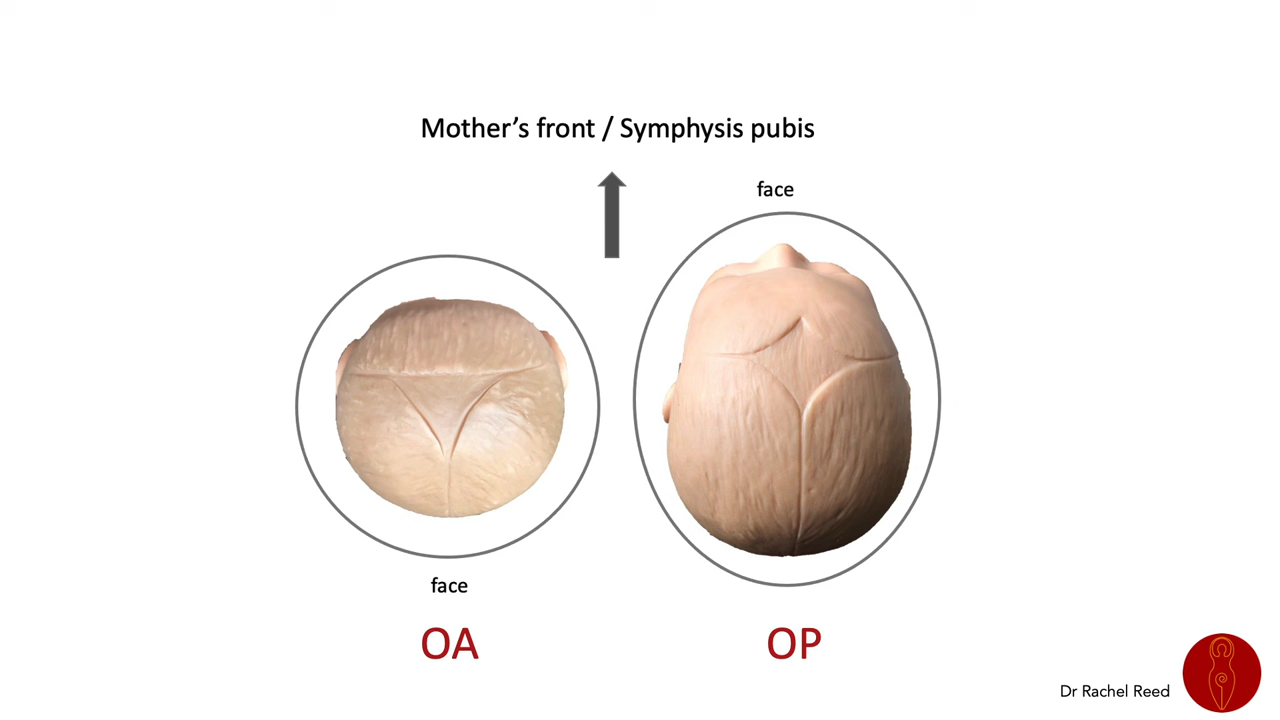 Mother’s front / Symphysis pubis
face
face
OA
OP
Dr Rachel Reed